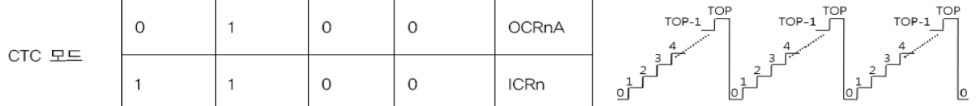 CTC 모드
0 1 0 0 OCRnA
1 1 0 0 ICRn
TOP TOP TOP
TOP-1 TOP-1 TOP-1
4 4 4
3 3 3
2 2 2
1 1 1
0 0 0 0